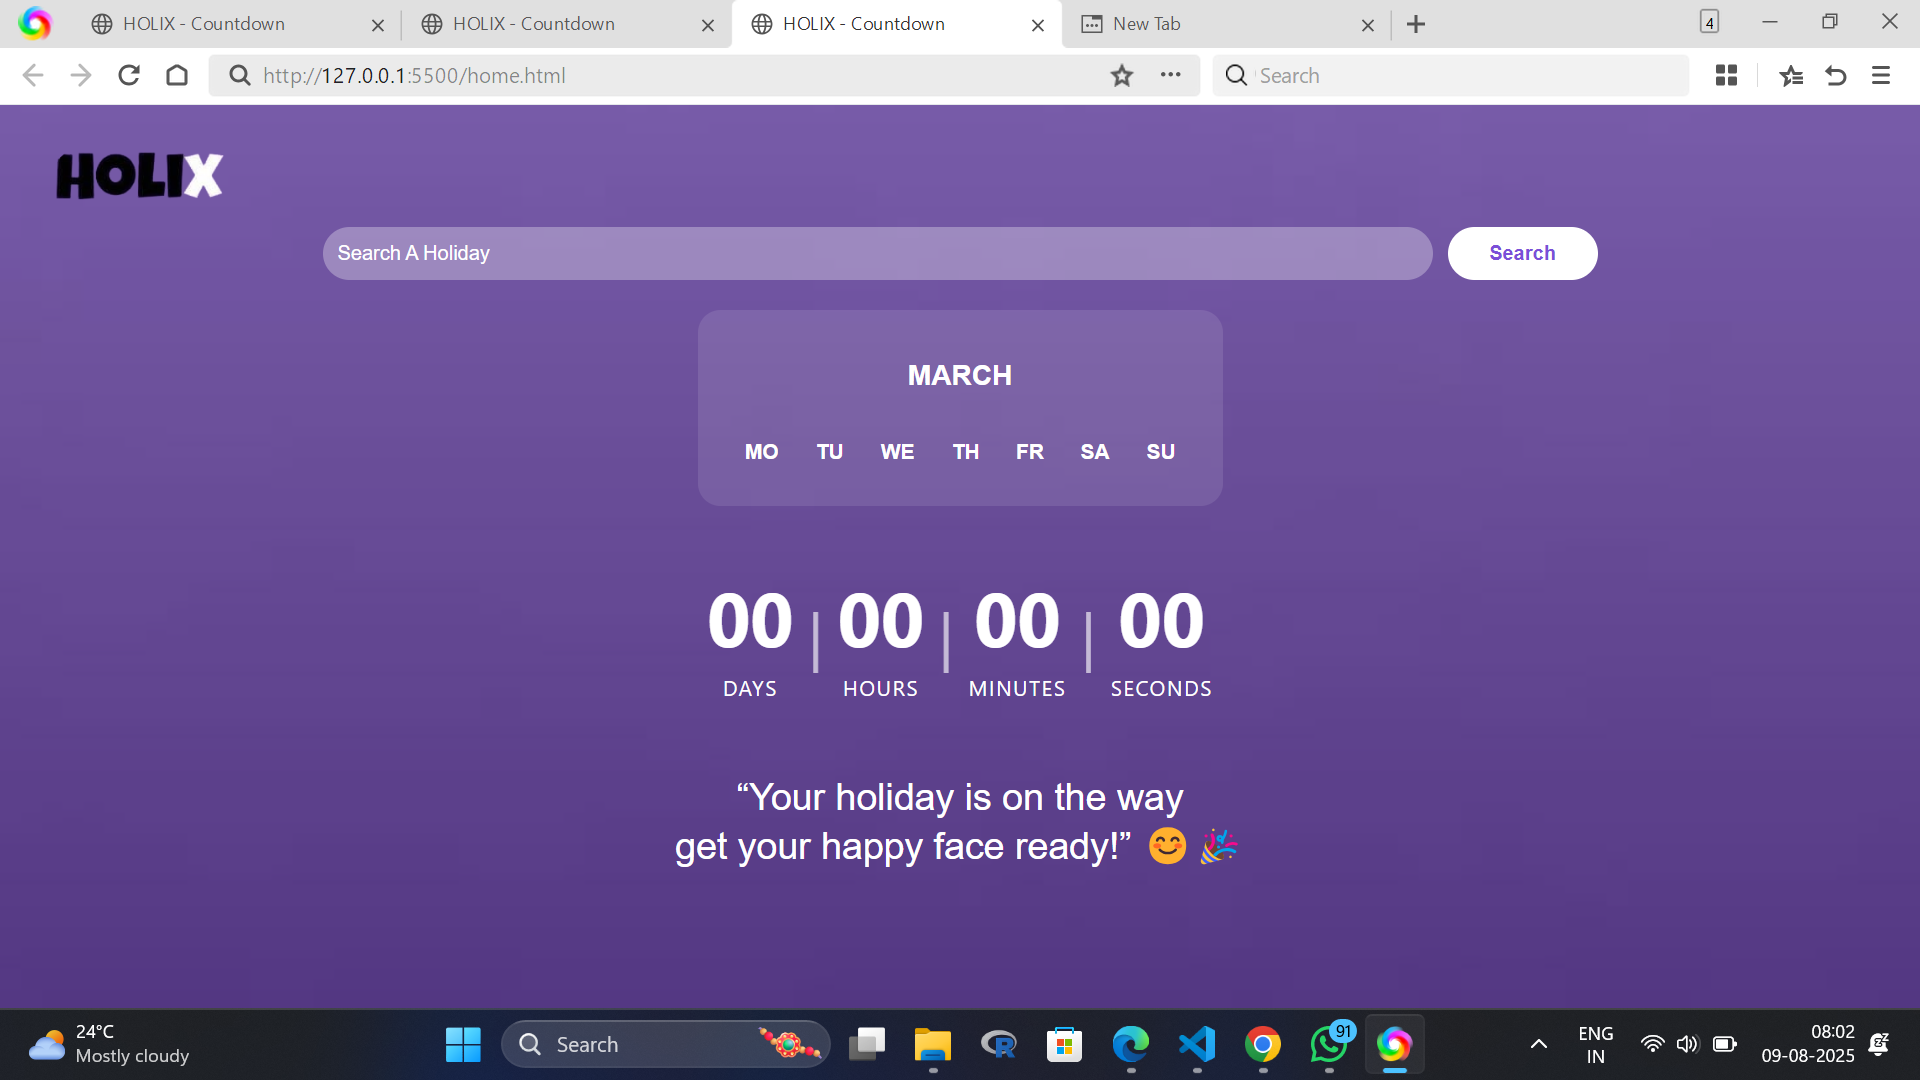 HOLIX - Countdown
HOLIX - Countdown
HOLIX - Countdown
New Tab
4
http://127.0.0.1:5500/home.html
Search
HOLIX
Search A Holiday
Search
MARCH
MO TU WE TH FR SA SU
00 | 00 | 00 | 00
DAYS HOURS MINUTES SECONDS
“Your holiday is on the way
get your happy face ready!” 😊 🎉
24°C
Mostly cloudy
Search
91
ENG
IN
08:02
09-08-2025